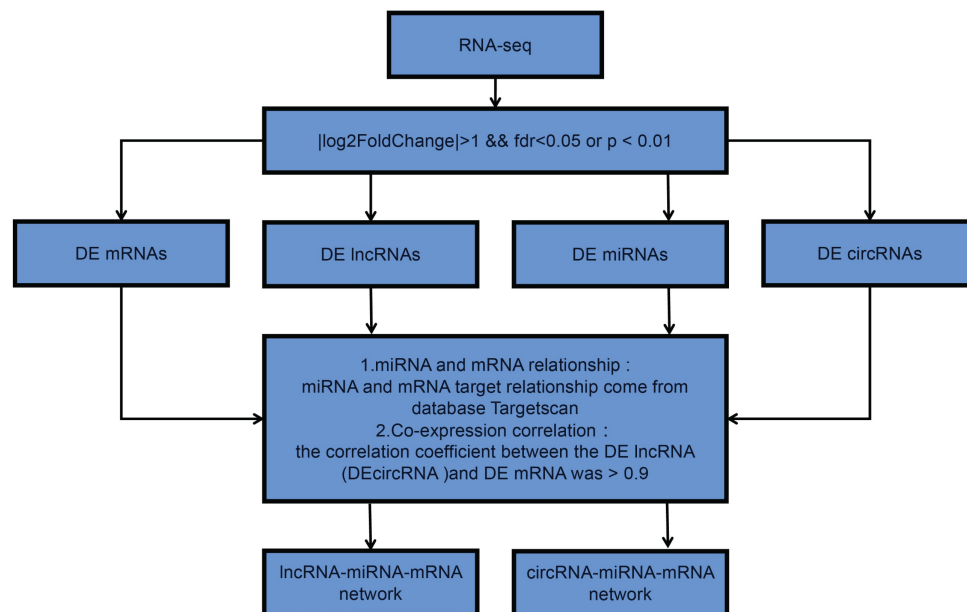 RNA-seq
|log2FoldChange|>1 && fdr<0.05 or p < 0.01
DE mRNAs
DE lncRNAs
DE miRNAs
DE circRNAs
1.miRNA and mRNA relationship :
miRNA and mRNA target relationship come from
database Targetscan
2.Co-expression correlation :
the correlation coefficient between the DE lncRNA
(DEcircRNA )and DE mRNA was > 0.9
lncRNA-miRNA-mRNA
network
circRNA-miRNA-mRNA
network